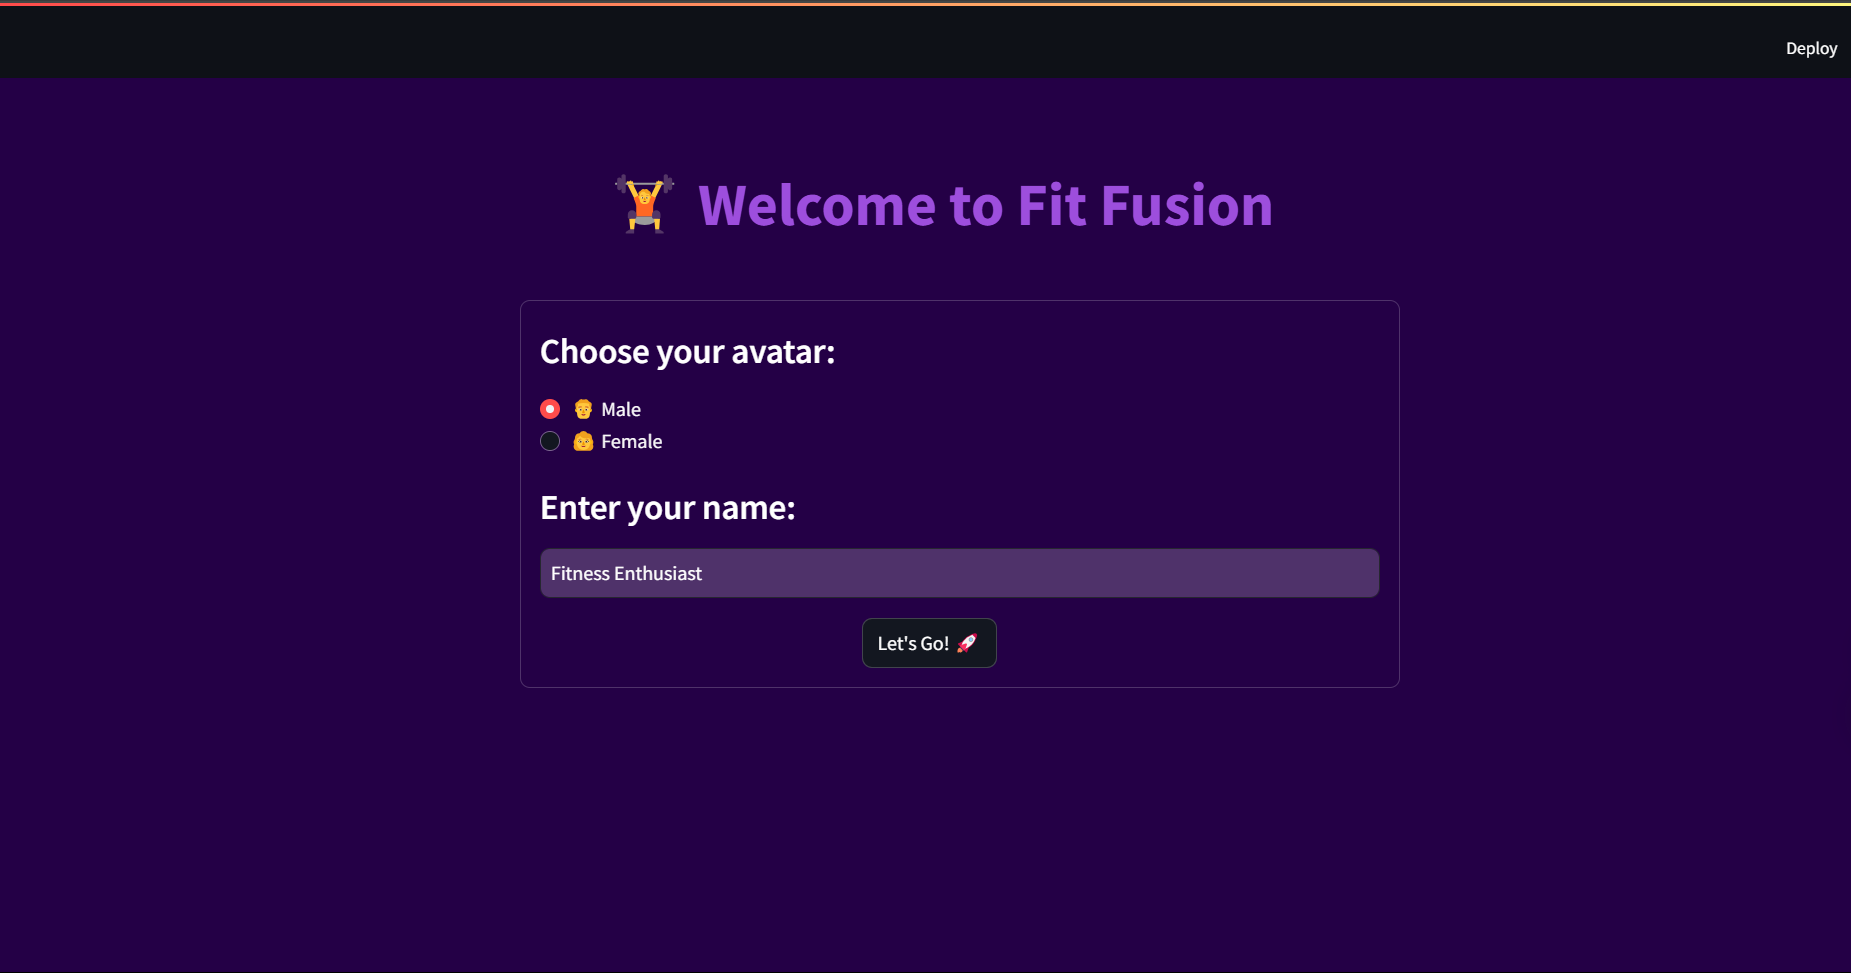 Deploy
Welcome to Fit Fusion
Choose your avatar:
Male
Female
Enter your name:
Fitness Enthusiast
Let's Go! 🚀